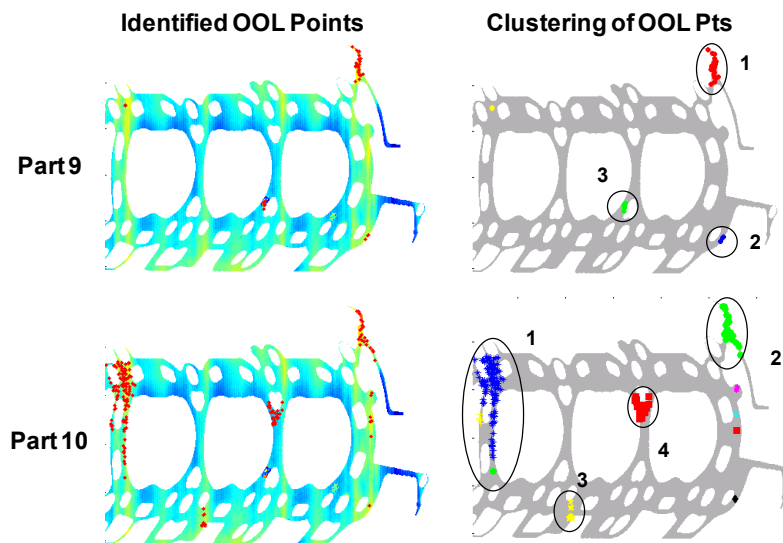 Identified OOL Points
Clustering of OOL Pts
Part 9
1
3
2
Part 10
1
2
4
3